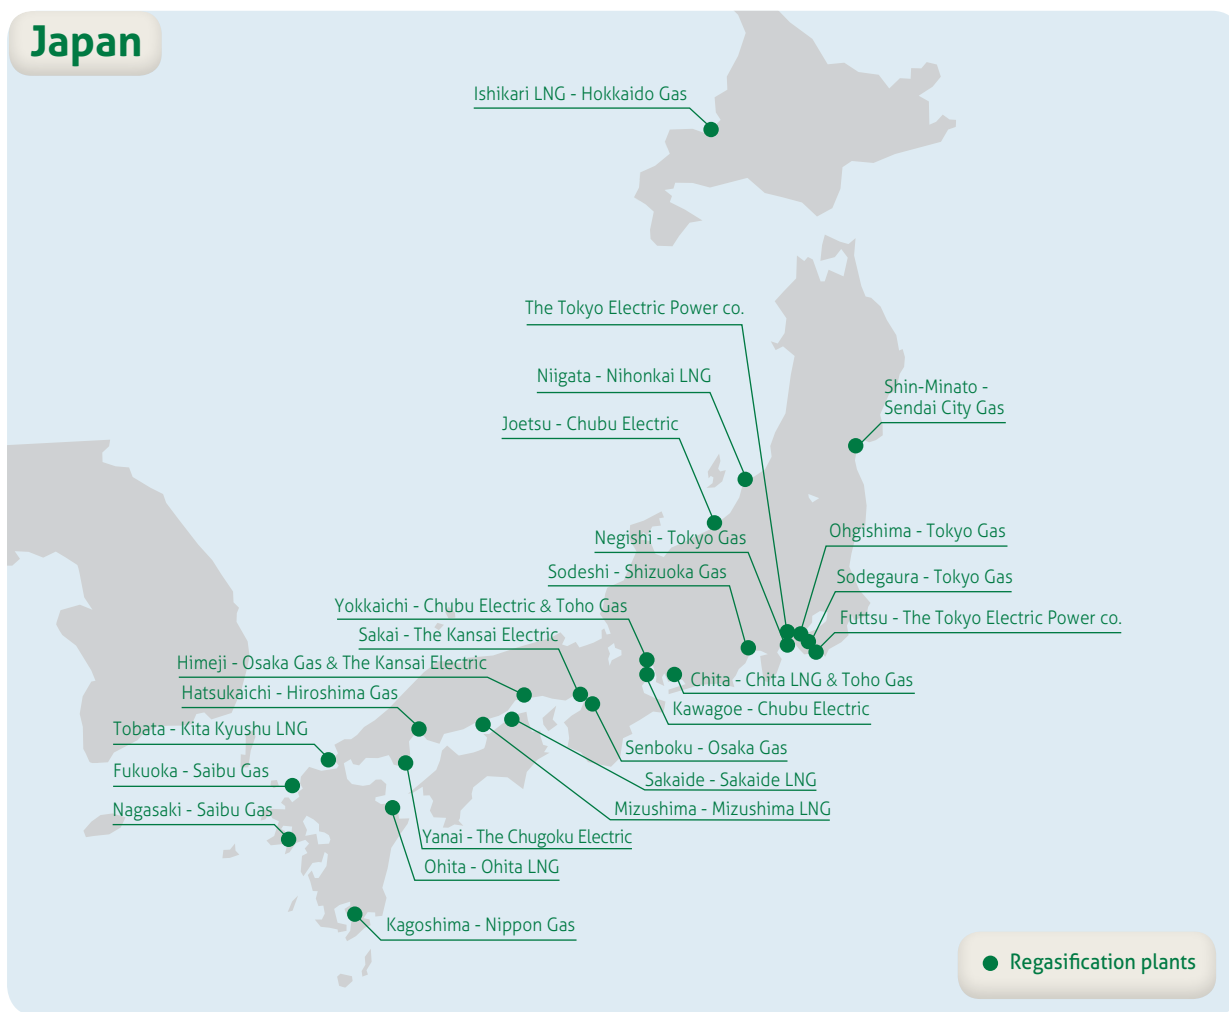 Japan
Ishikari LNG - Hokkaido Gas
The Tokyo Electric Power co.
Niigata - Nihonkai LNG
Shin-Minato -
Sendai City Gas
Joetsu - Chubu Electric
Negishi - Tokyo Gas
Ohgishima - Tokyo Gas
Sodeshi - Shizuoka Gas
Sodegaura - Tokyo Gas
Yokkaichi - Chubu Electric & Toho Gas
Futtsu - The Tokyo Electric Power co.
Sakai - The Kansai Electric
Himeji - Osaka Gas & The Kansai Electric
Chita - Chita LNG & Toho Gas
Hatsukaichi - Hiroshima Gas
Kawagoe - Chubu Electric
Tobata - Kita Kyushu LNG
Senboku - Osaka Gas
Fukuoka - Saibu Gas
Sakaide - Sakaide LNG
Nagasaki - Saibu Gas
Mizushima - Mizushima LNG
Yanai - The Chugoku Electric
Ohita - Ohita LNG
Kagoshima - Nippon Gas
Regasification plants